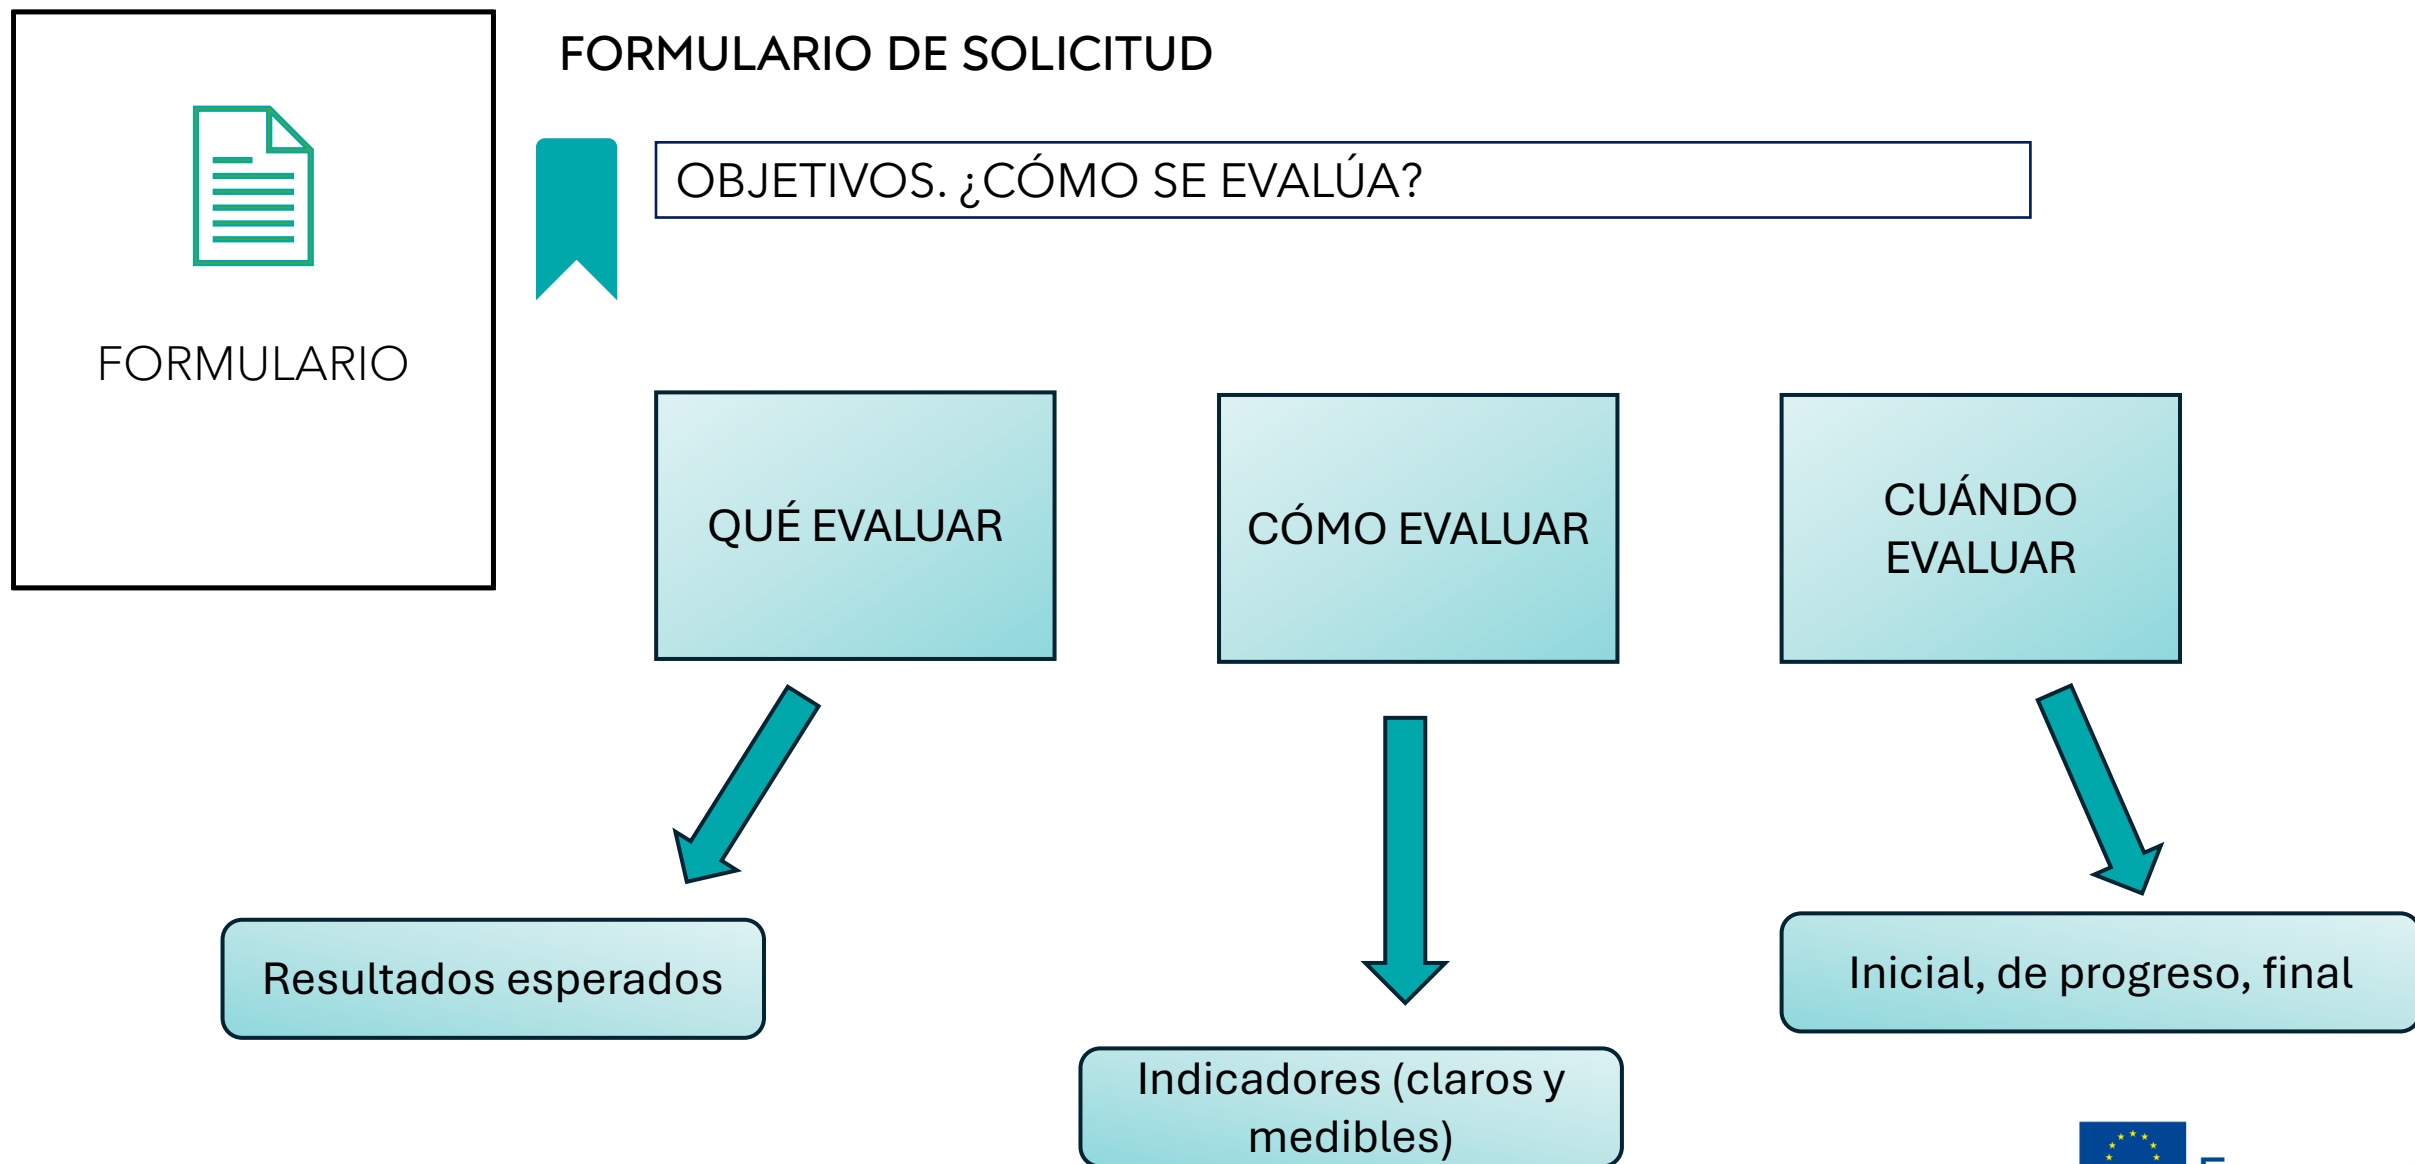 FORMULARIO DE SOLICITUD
OBJETIVOS. ¿CÓMO SE EVALÚA?
FORMULARIO
QUÉ EVALUAR
CÓMO EVALUAR
CUÁNDO
EVALUAR
Resultados esperados
Inicial, de progreso, final
Indicadores (claros y
medibles)